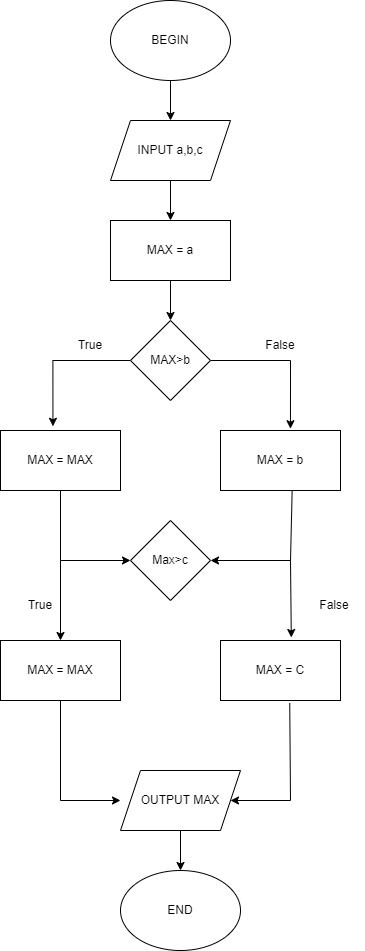 BEGIN
INPUT a,b,c
MAX = a
True
False
MAX>b
MAX = MAX
MAX = b
Max>c
True
False
MAX = MAX
MAX = C
OUTPUT MAX
END